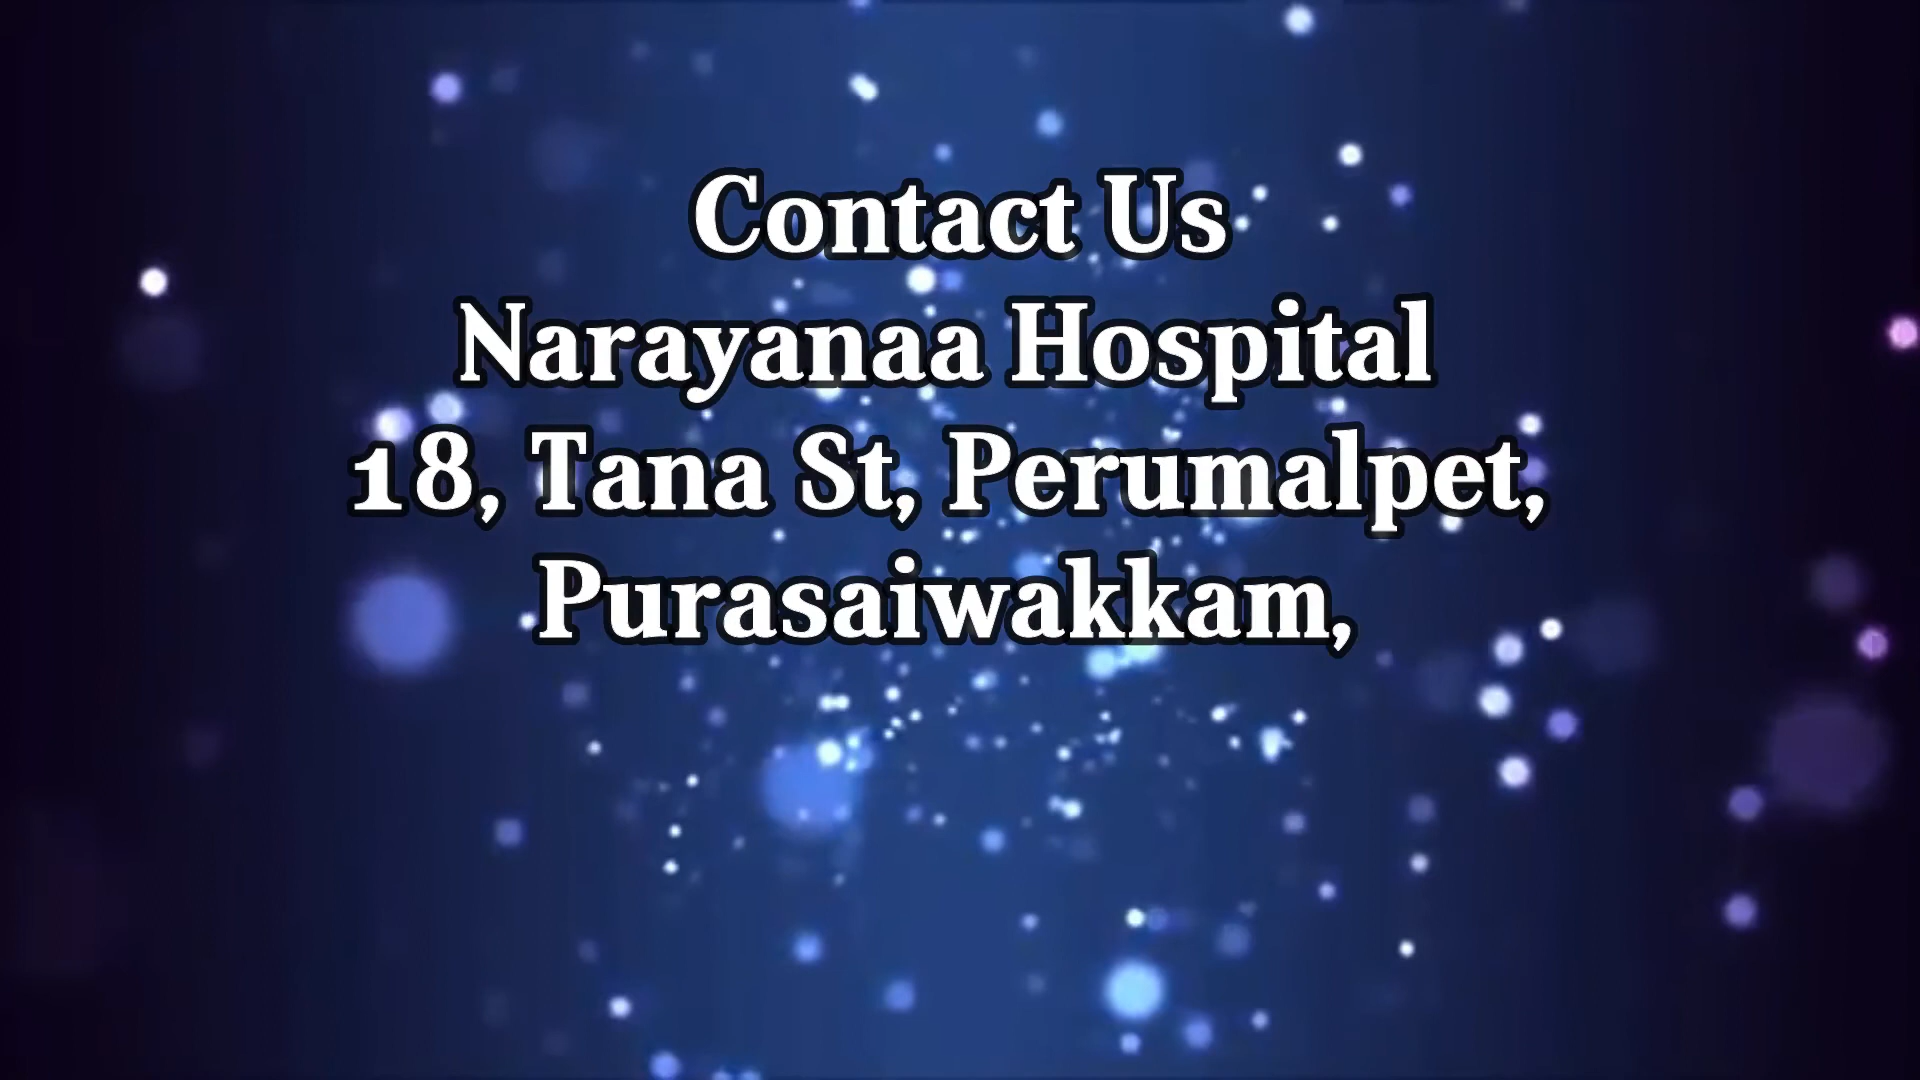 Contact Us
Narayanaa Hospital
18, Tana St, Perumalpet,
Purasaiwakkam,